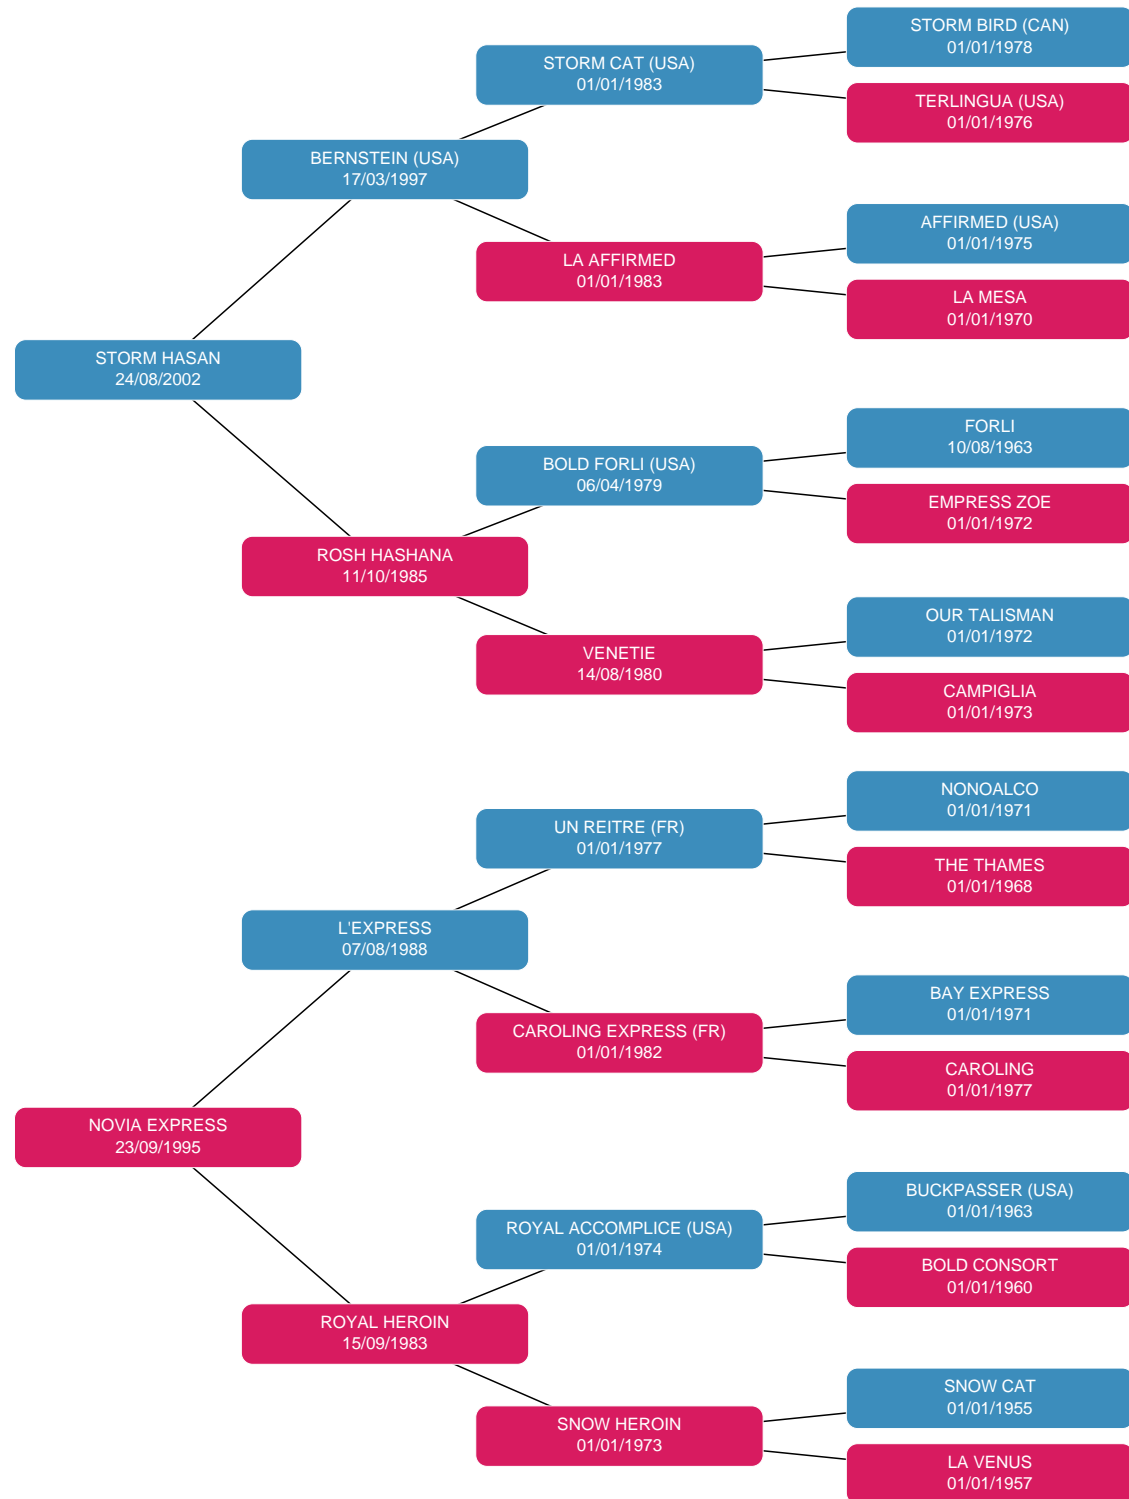 STORM BIRD (CAN)
01/01/1978
STORM CAT (USA)
01/01/1983
TERLINGUA (USA)
01/01/1976
BERNSTEIN (USA)
17/03/1997
AFFIRMED (USA)
01/01/1975
LA AFFIRMED
01/01/1983
LA MESA
01/01/1970
STORM HASAN
24/08/2002
FORLI
10/08/1963
BOLD FORLI (USA)
06/04/1979
EMPRESS ZOE
01/01/1972
ROSH HASHANA
11/10/1985
OUR TALISMAN
01/01/1972
VENETIE
14/08/1980
CAMPIGLIA
01/01/1973
NONOALCO
01/01/1971
UN REITRE (FR)
01/01/1977
THE THAMES
01/01/1968
L'EXPRESS
07/08/1988
BAY EXPRESS
01/01/1971
CAROLING EXPRESS (FR)
01/01/1982
CAROLING
01/01/1977
NOVIA EXPRESS
23/09/1995
BUCKPASSER (USA)
01/01/1963
ROYAL ACCOMPLICE (USA)
01/01/1974
BOLD CONSORT
01/01/1960
ROYAL HEROIN
15/09/1983
SNOW CAT
01/01/1955
SNOW HEROIN
01/01/1973
LA VENUS
01/01/1957